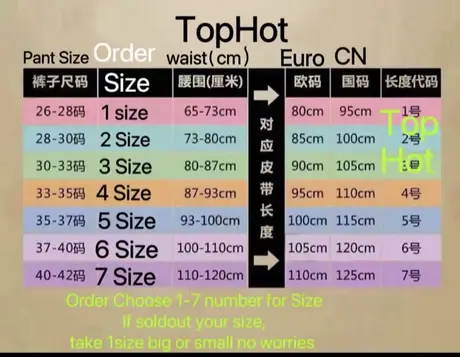 TopHot
Pant Size Order waist(cm) Euro CN
裤子尺码 Size 腰围(厘米) 欧码 国码 长度代码
26-28码 1 size 65-73cm 80cm 95cm 1号
28-30码 2 Size 73-80cm 85cm 100cm 2号
30-33码 3 Size 80-87cm 90cm 105cm 3号
33-35码 4 Size 87-93cm 95cm 110cm 4号
35-37码 5 Size 93-100cm 100cm 115cm 5号
37-40码 6 Size 100-110cm 105cm 120cm 6号
40-42码 7 Size 110-120cm 110cm 125cm 7号
对应皮带长度
Top
Hot
Order Choose 1-7 number for Size
If soldout your size,
take 1size big or small no worries